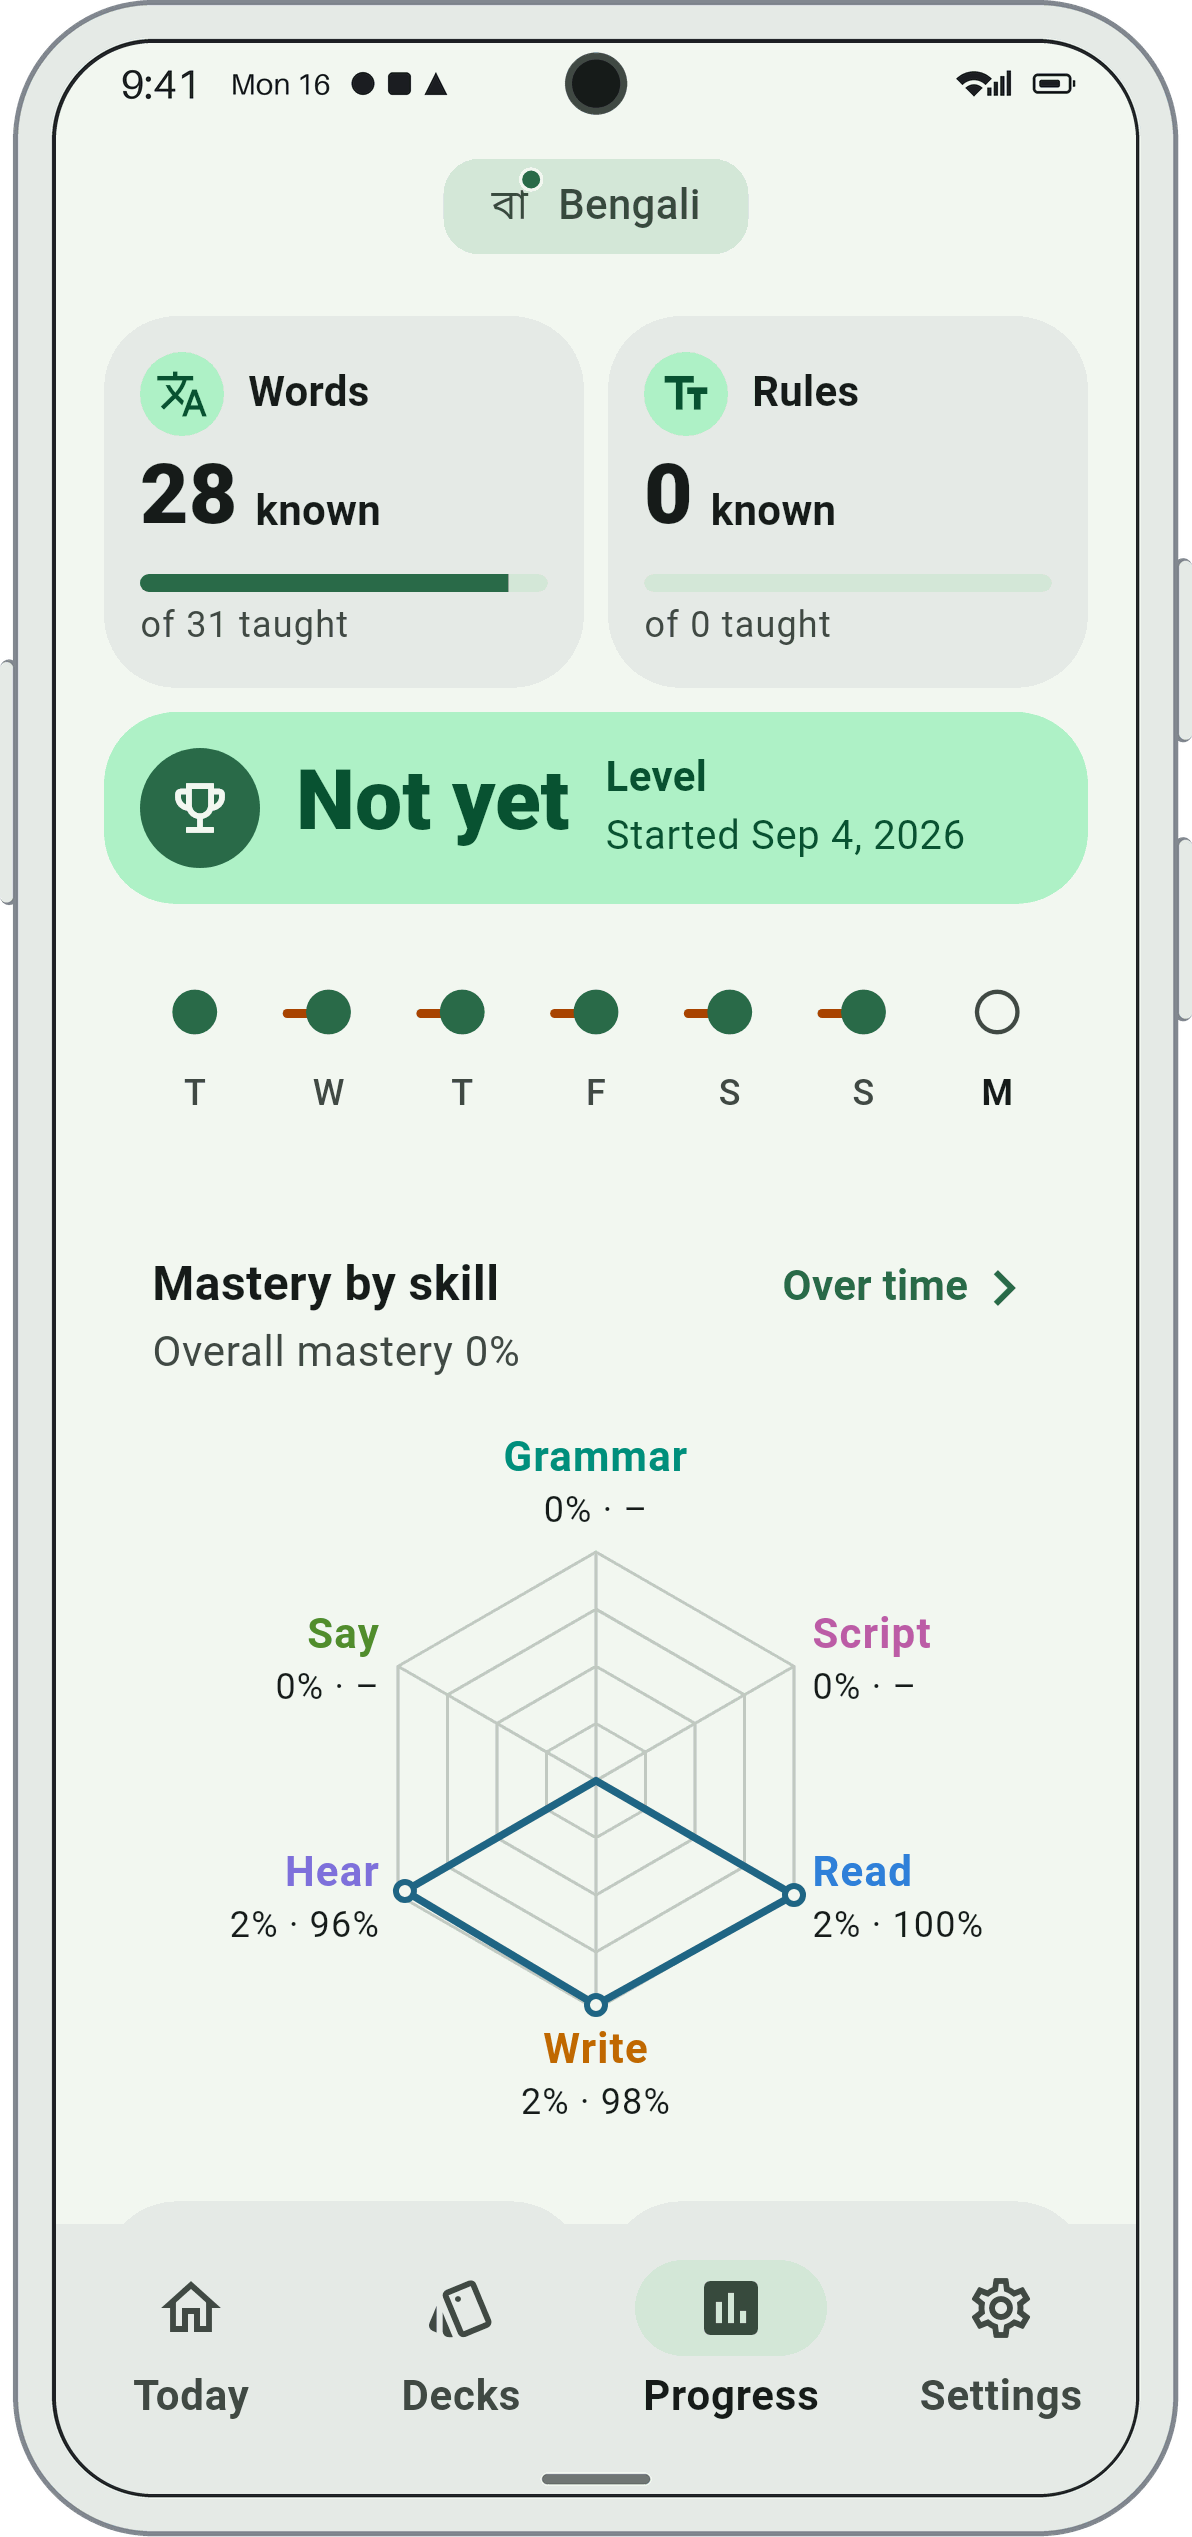 9:41 Mon 16
বা Bengali
Words
28 known
of 31 taught
Rules
0 known
of 0 taught
Not yet
Level
Started Sep 4, 2026
T W T F S S M
Mastery by skill
Over time
Overall mastery 0%
Grammar
0% · –
Say
0% · –
Script
0% · –
Hear
2% · 96%
Read
2% · 100%
Write
2% · 98%
Today Decks Progress Settings